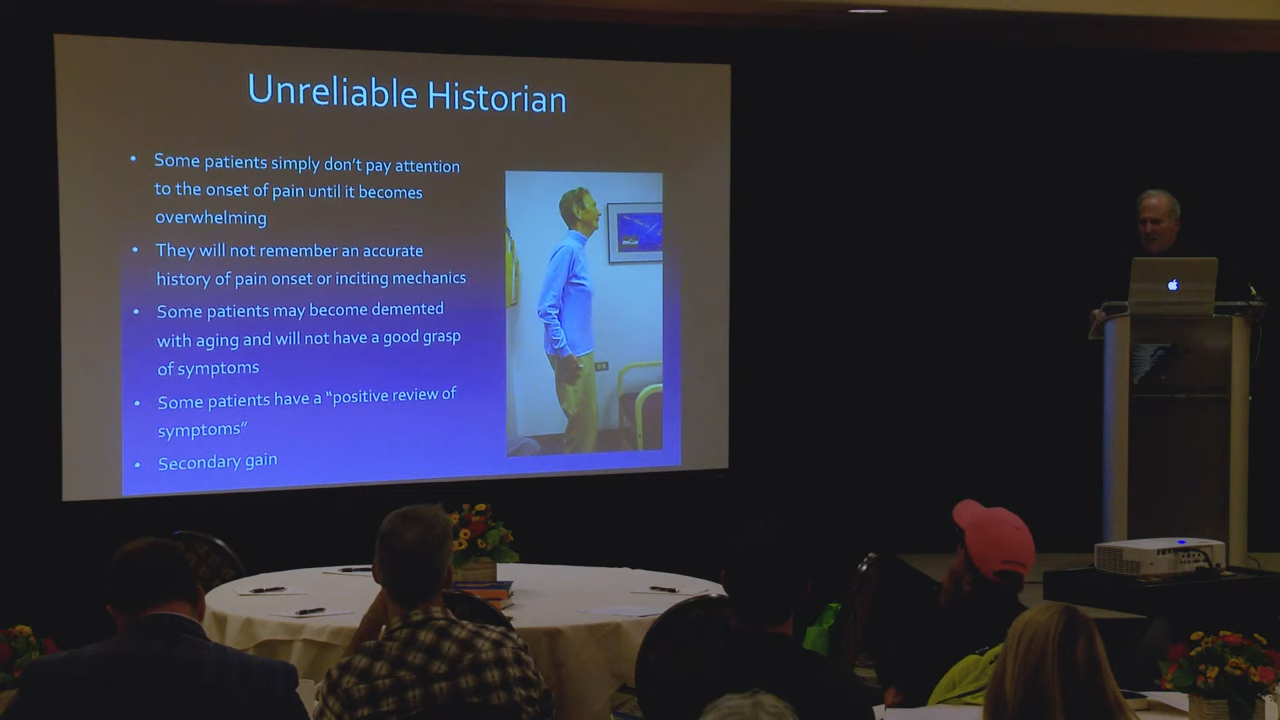 Unreliable Historian
• Some patients simply don't pay attention
to the onset of pain until it becomes
overwhelming
• They will not remember an accurate
history of pain onset or inciting mechanics
• Some patients may become demented
with aging and will not have a good grasp
of symptoms
• Some patients have a "positive review of
symptoms"
• Secondary gain